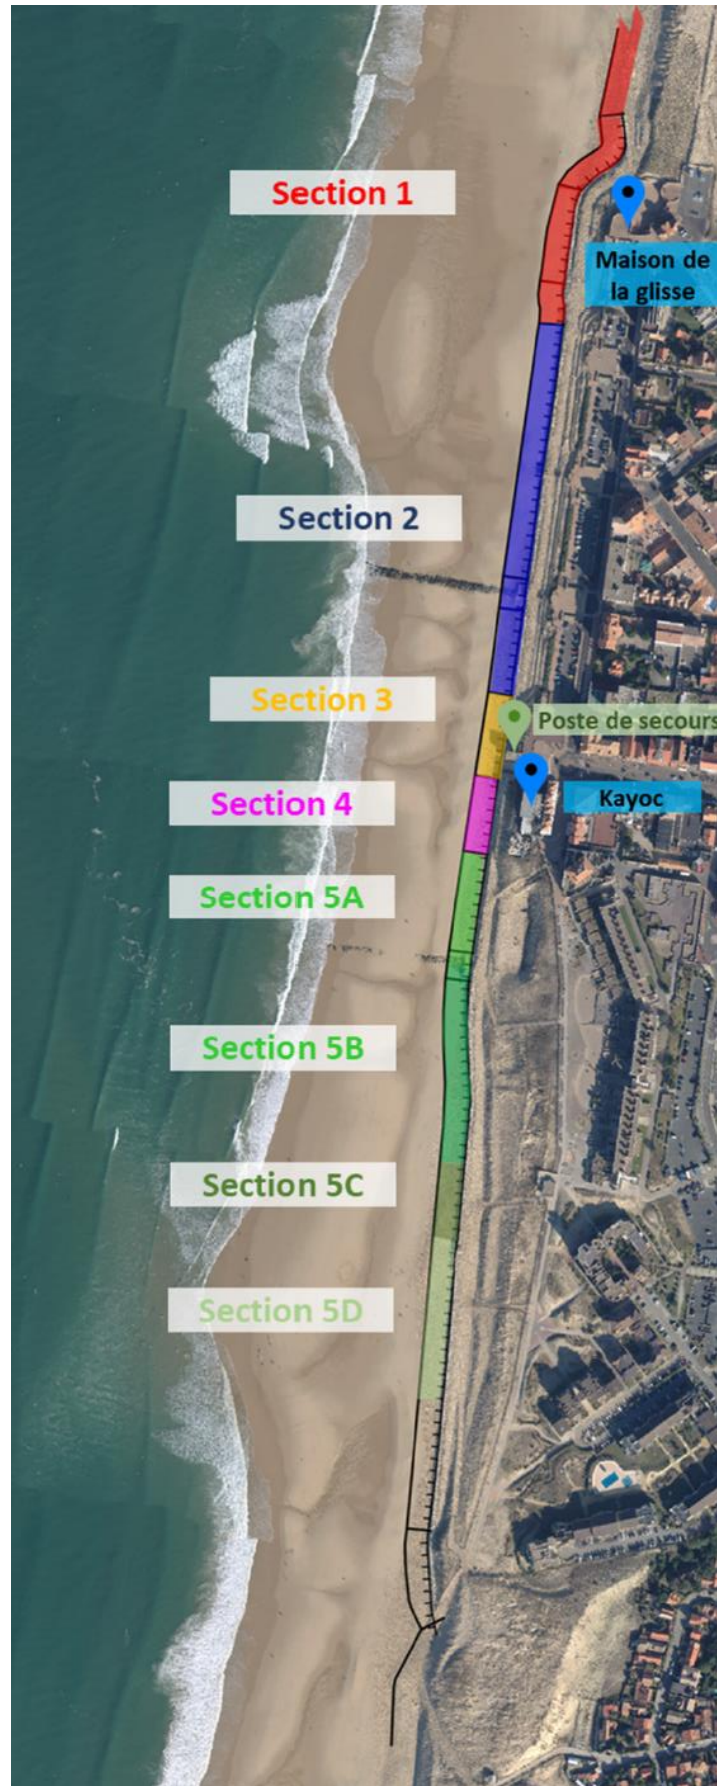 Section 1
Maison de
la glisse
Section 2
Section 3
Poste de secours
Section 4
Kayoc
Section 5A
Section 5B
Section 5C
Section 5D